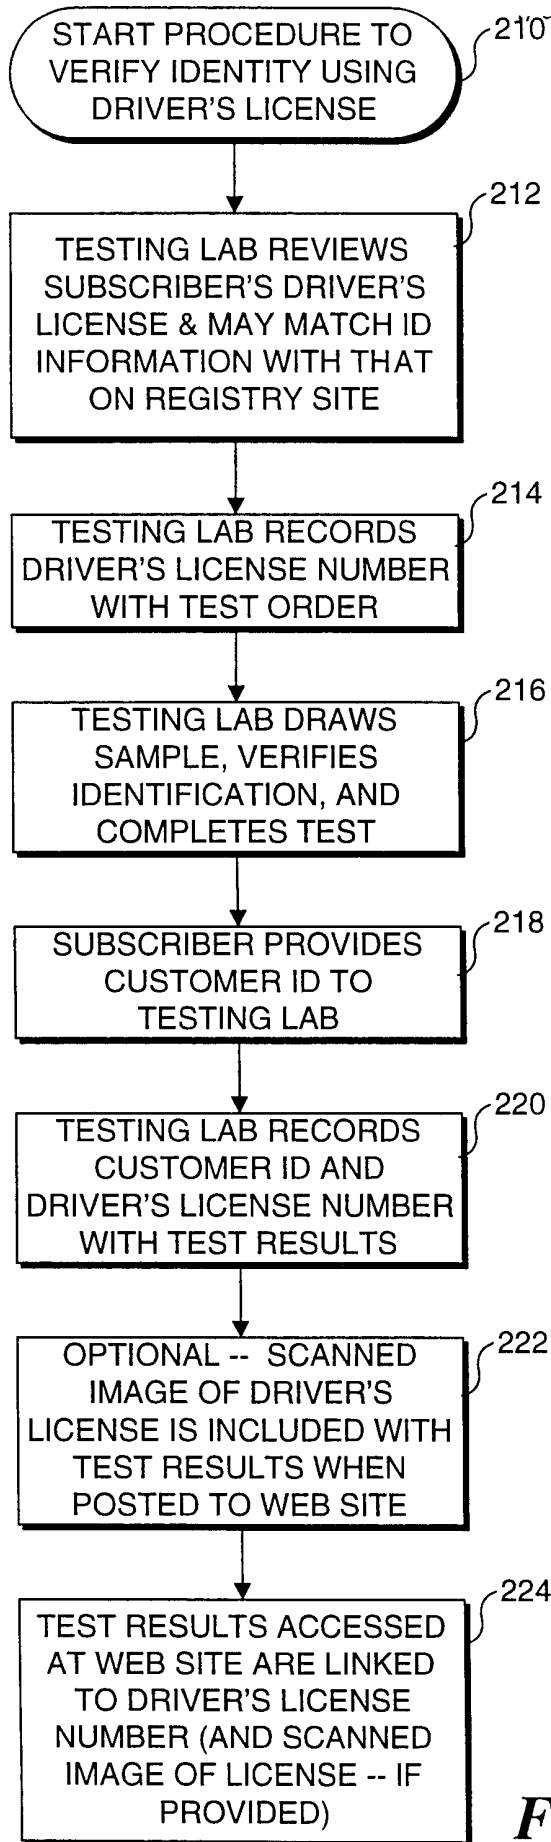 START PROCEDURE TO
VERIFY IDENTITY USING
DRIVER'S LICENSE
210
212
TESTING LAB REVIEWS
SUBSCRIBER'S DRIVER'S
LICENSE & MAY MATCH ID
INFORMATION WITH THAT
ON REGISTRY SITE
214
TESTING LAB RECORDS
DRIVER'S LICENSE NUMBER
WITH TEST ORDER
216
TESTING LAB DRAWS
SAMPLE, VERIFIES
IDENTIFICATION, AND
COMPLETES TEST
218
SUBSCRIBER PROVIDES
CUSTOMER ID TO
TESTING LAB
220
TESTING LAB RECORDS
CUSTOMER ID AND
DRIVER'S LICENSE NUMBER
WITH TEST RESULTS
222
OPTIONAL -- SCANNED
IMAGE OF DRIVER'S
LICENSE IS INCLUDED WITH
TEST RESULTS WHEN
POSTED TO WEB SITE
224
TEST RESULTS ACCESSED
AT WEB SITE ARE LINKED
TO DRIVER'S LICENSE
NUMBER (AND SCANNED
IMAGE OF LICENSE -- IF
PROVIDED)
F